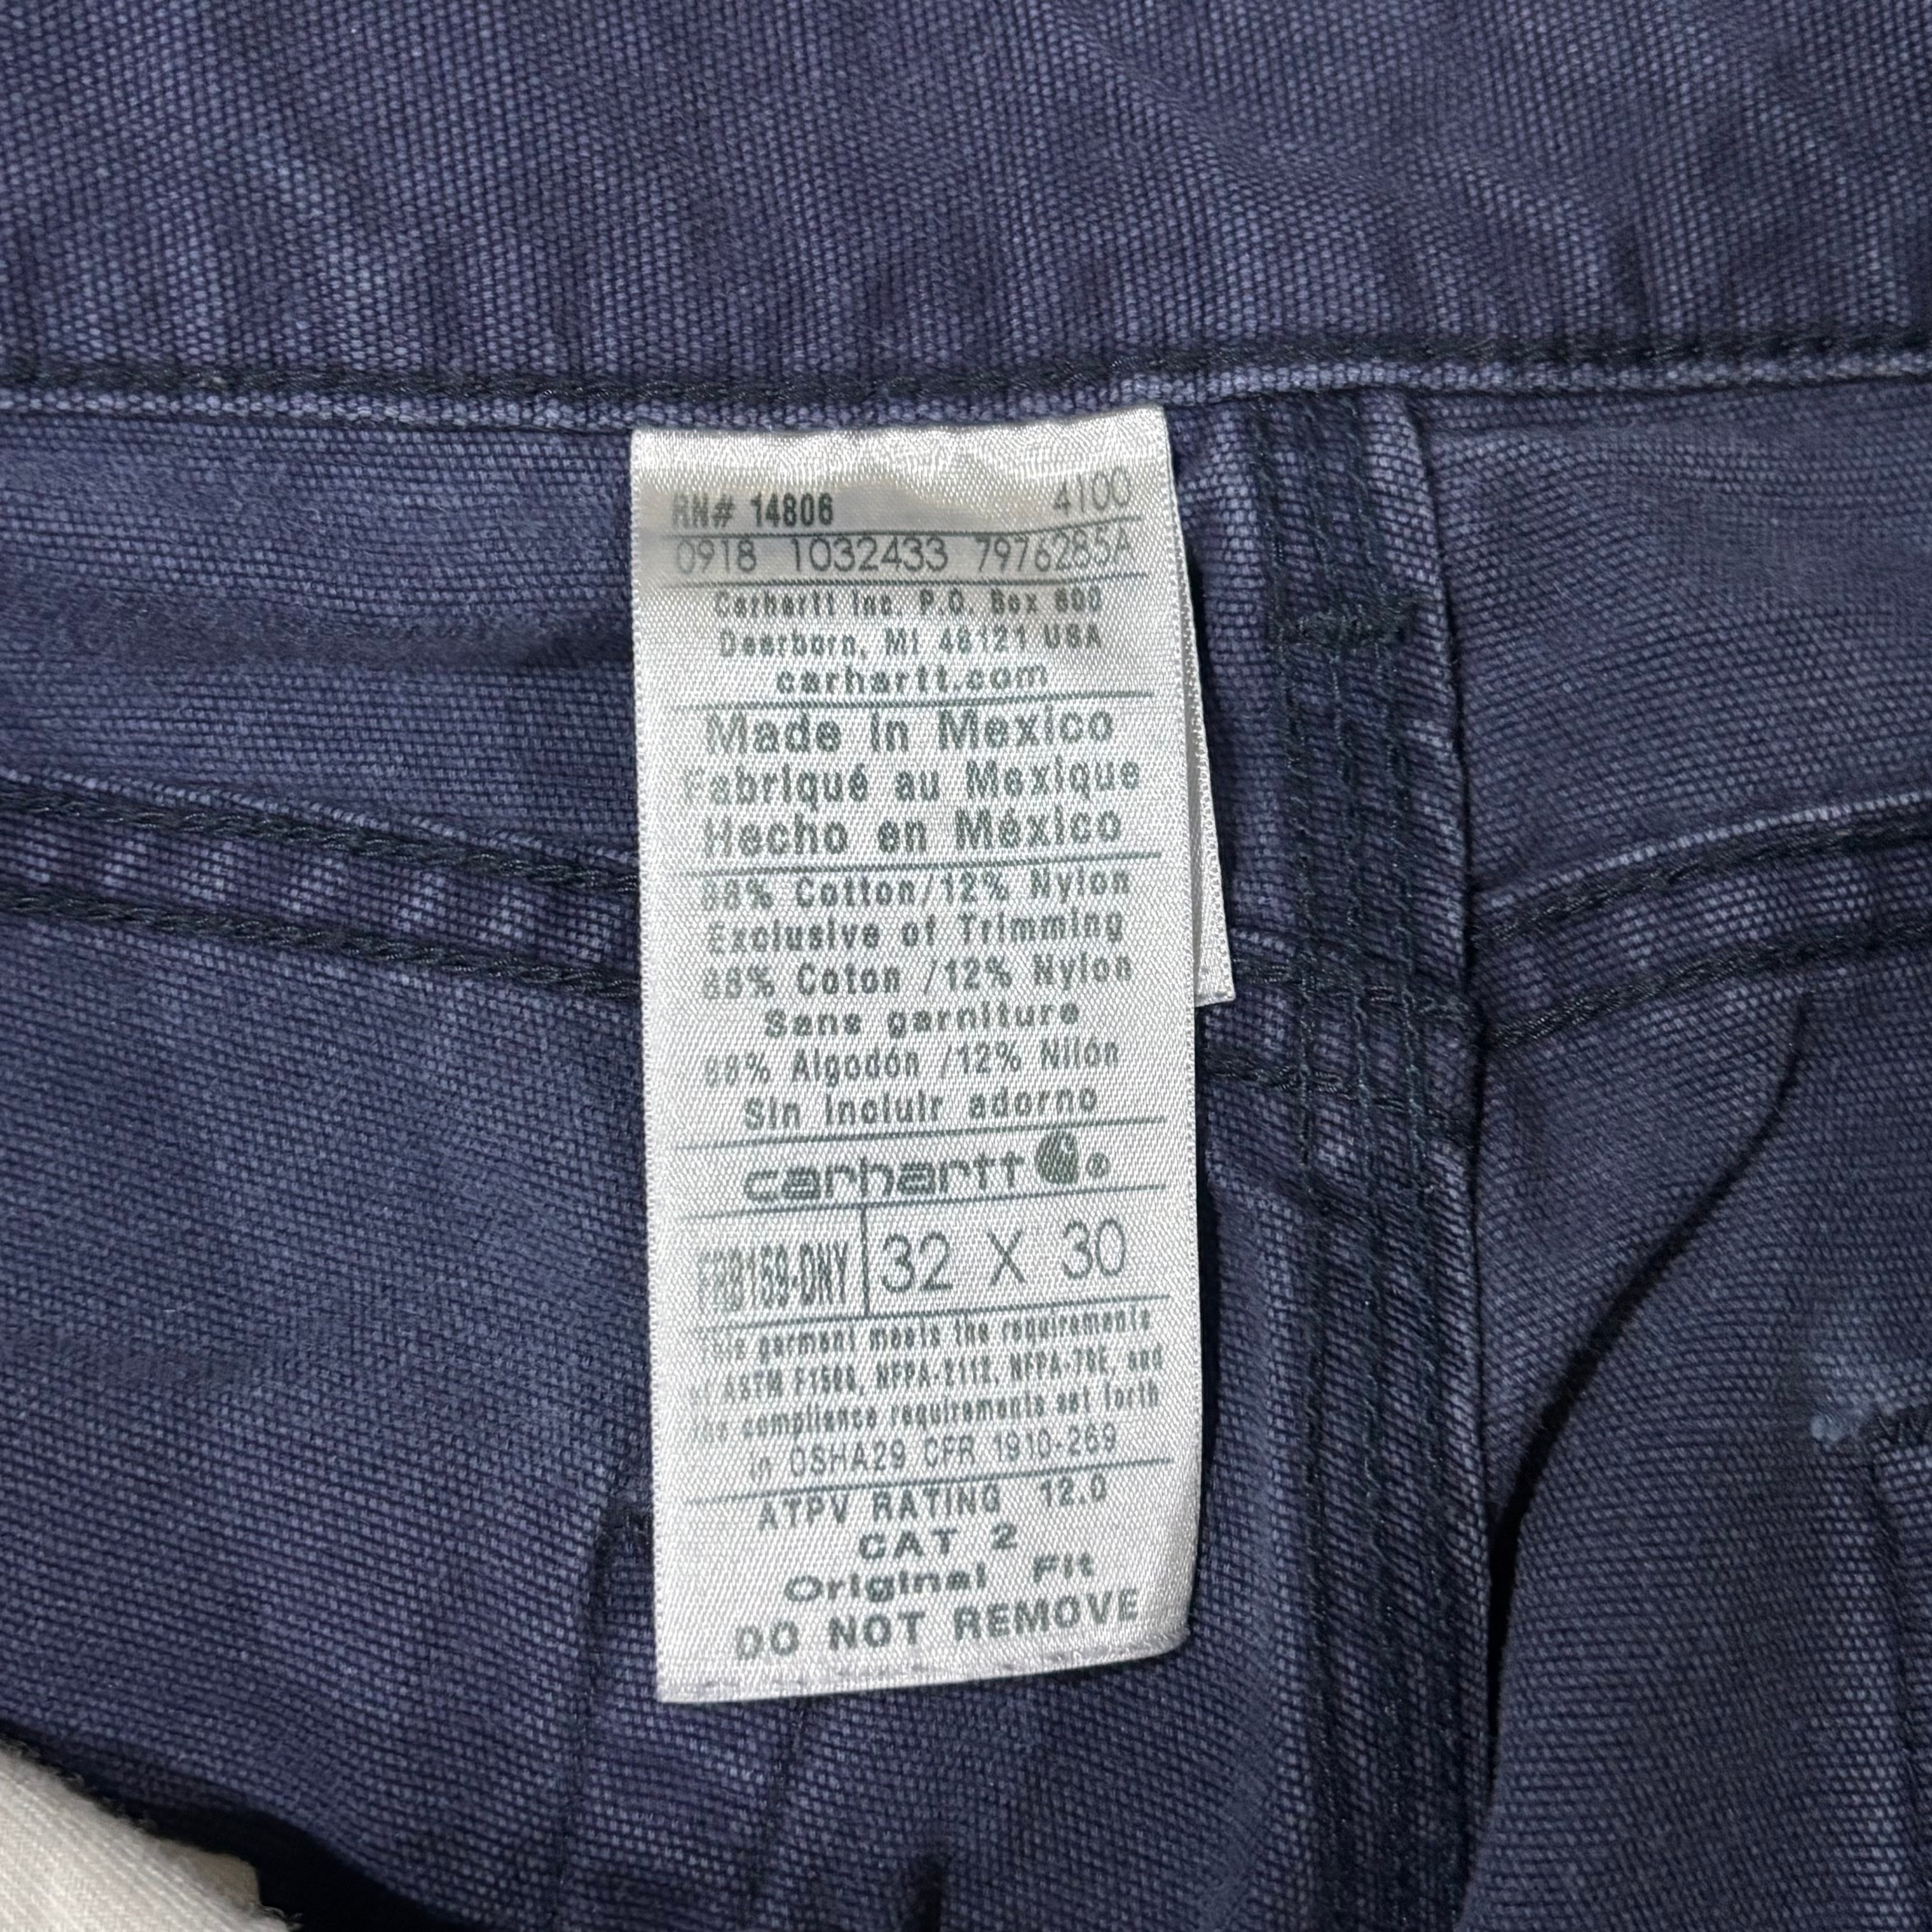 RN# 14806 4100
0918 1032433 7976285A
Carhartt Inc. P.O. Box 600
Dearborn, MI 48121 USA
carhartt.com
Made in Mexico
Fabriqué au Mexique
Hecho en México
88% Cotton/12% Nylon
Exclusive of Trimming
88% Coton /12% Nylon
Sans garniture
88% Algodón /12% Nilón
Sin incluir adorno
carhartt ®
FRB159-DNY 32 X 30
This garment meets the requirements
of ASTM F1506, NFPA-2112, NFPA-70E, and
the compliance requirements set forth
in OSHA29 CFR 1910-269
ATPV RATING 12.0
CAT 2
Original Fit
DO NOT REMOVE